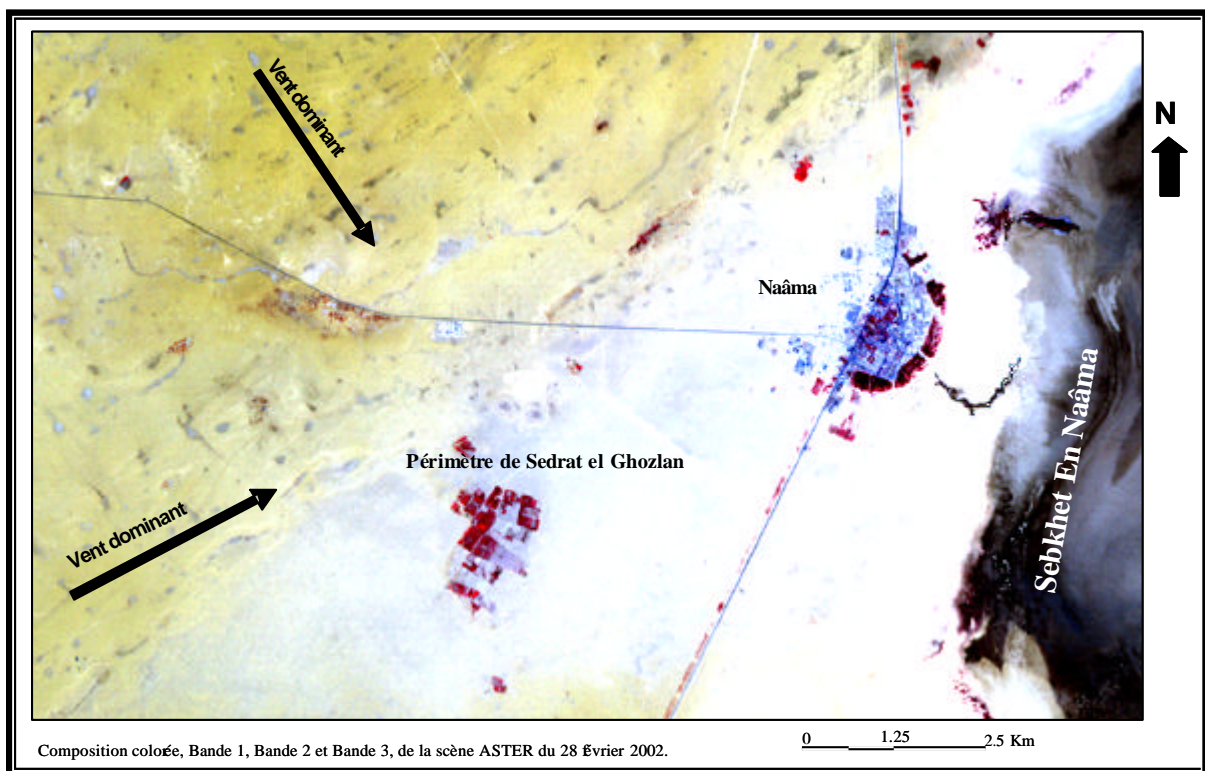 Vent dominant
N
Naâma
Périmètre de Sedrat el Ghozlan
Vent dominant
Sebkhet En Naâma
Composition colorée, Bande 1, Bande 2 et Bande 3, de la scène ASTER du 28 février 2002.
0 1.25 2.5 Km